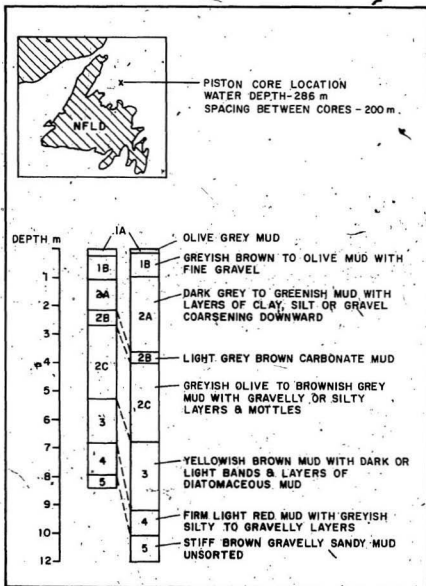 PISTON CORE LOCATION
WATER DEPTH-286 m
SPACING BETWEEN CORES - 200 m.
NFLD
1A
DEPTH m
OLIVE GREY MUD
GREYISH BROWN TO OLIVE MUD WITH
FINE GRAVEL
1B
1B
1
DARK GREY TO GREENISH MUD WITH
LAYERS OF CLAY, SILT OR GRAVEL
COARSENING DOWNWARD
2A
2A
2
2B
3
LIGHT GREY BROWN CARBONATE MUD
2B
4
2C
2C
GREYISH OLIVE TO BROWNISH GREY
MUD WITH GRAVELLY OR SILTY
LAYERS & MOTTLES
5
6
3
7
YELLOWISH BROWN MUD WITH DARK OR
LIGHT BANDS & LAYERS OF
DIATOMACEOUS MUD
4
3
8
5
9
FIRM LIGHT RED MUD WITH GREYISH
SILTY TO GRAVELLY LAYERS
4
10
STIFF BROWN GRAVELLY SANDY MUD
UNSORTED
5
11
12